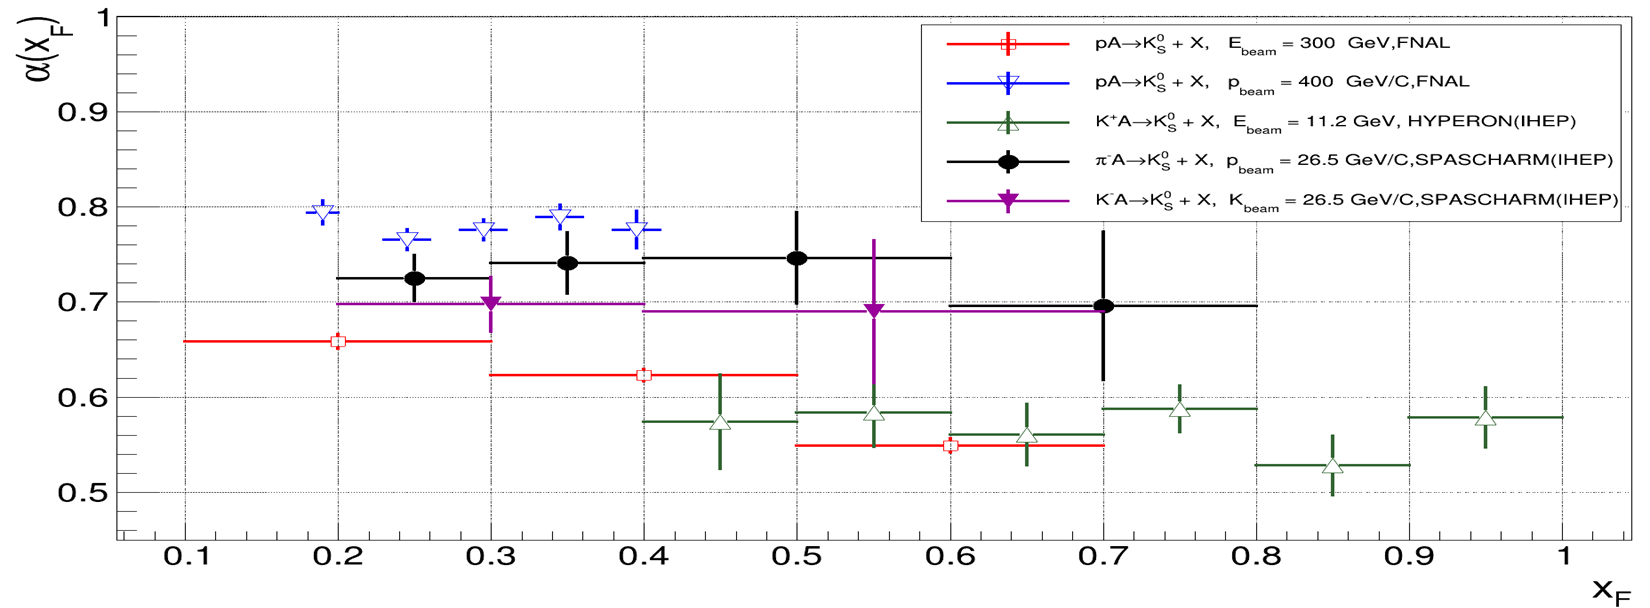 α(x_F)
1
0.9
0.8
0.7
0.6
0.5
pA→K⁰_S + X, E_beam = 300 GeV,FNAL
pA→K⁰_S + X, p_beam = 400 GeV/C,FNAL
K⁺A→K⁰_S + X, E_beam = 11.2 GeV, HYPERON(IHEP)
π⁻A→K⁰_S + X, p_beam = 26.5 GeV/C,SPASCHARM(IHEP)
K⁻A→K⁰_S + X, K_beam = 26.5 GeV/C,SPASCHARM(IHEP)
0.1 0.2 0.3 0.4 0.5 0.6 0.7 0.8 0.9 1
x_F